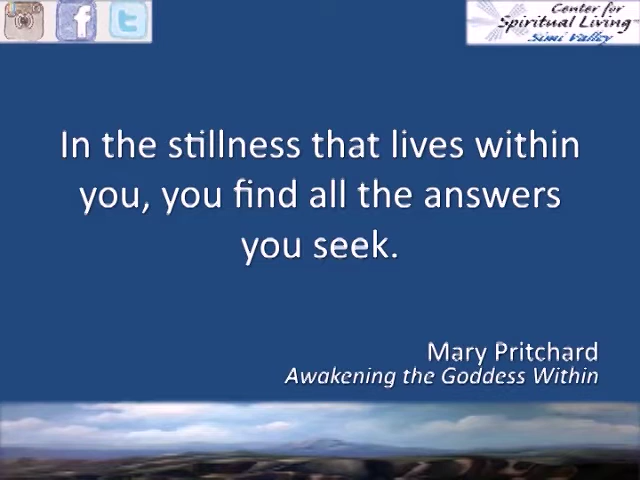 Center for
Spiritual Living
Simi Valley
In the stillness that lives within
you, you find all the answers
you seek.
Mary Pritchard
Awakening the Goddess Within